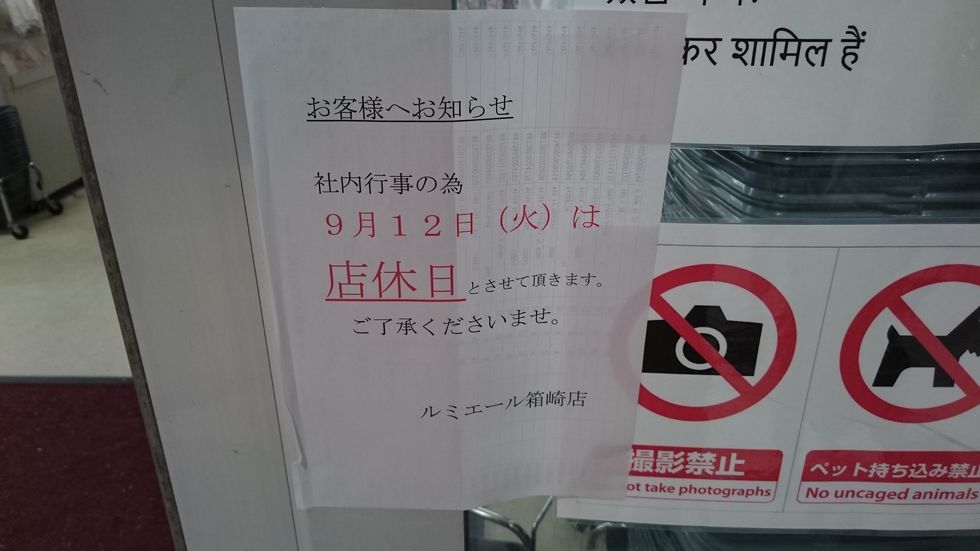 お客様へお知らせ
社内行事の為
９月１２日（火）は
店休日とさせて頂きます。
ご了承くださいませ。
ルミエール箱崎店
कर शामिल हैं
撮影禁止
ot take photographs
ペット持ち込み禁止
No uncaged animals